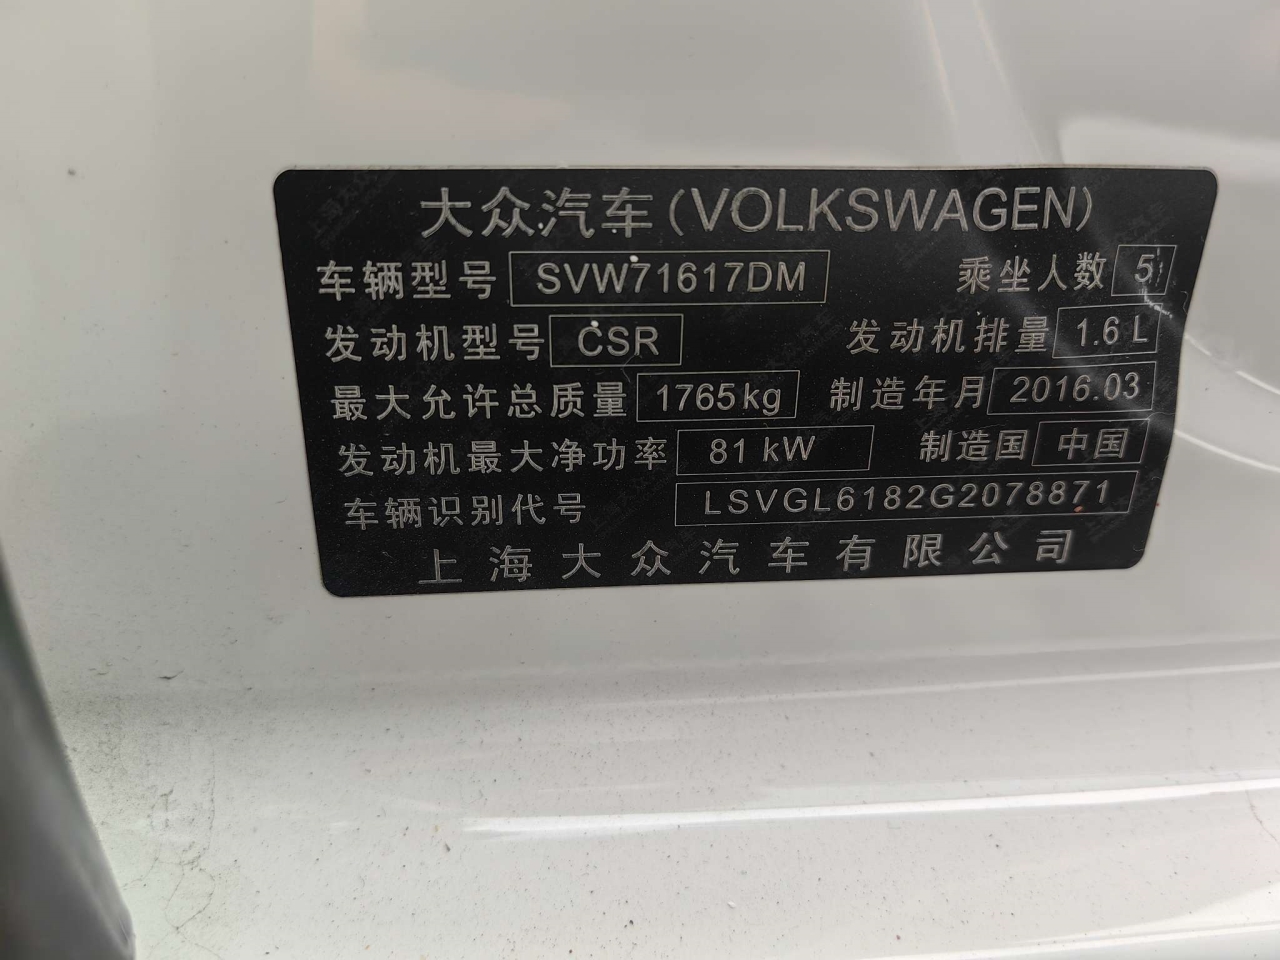 大众汽车(VOLKSWAGEN)
车辆型号 SVW71617DM 乘坐人数 5
发动机型号 CSR 发动机排量 1.6 L
最大允许总质量 1765kg 制造年月 2016.03
发动机最大净功率 81 kW 制造国 中国
车辆识别代号 LSVGL6182G2078871
上海大众汽车有限公司